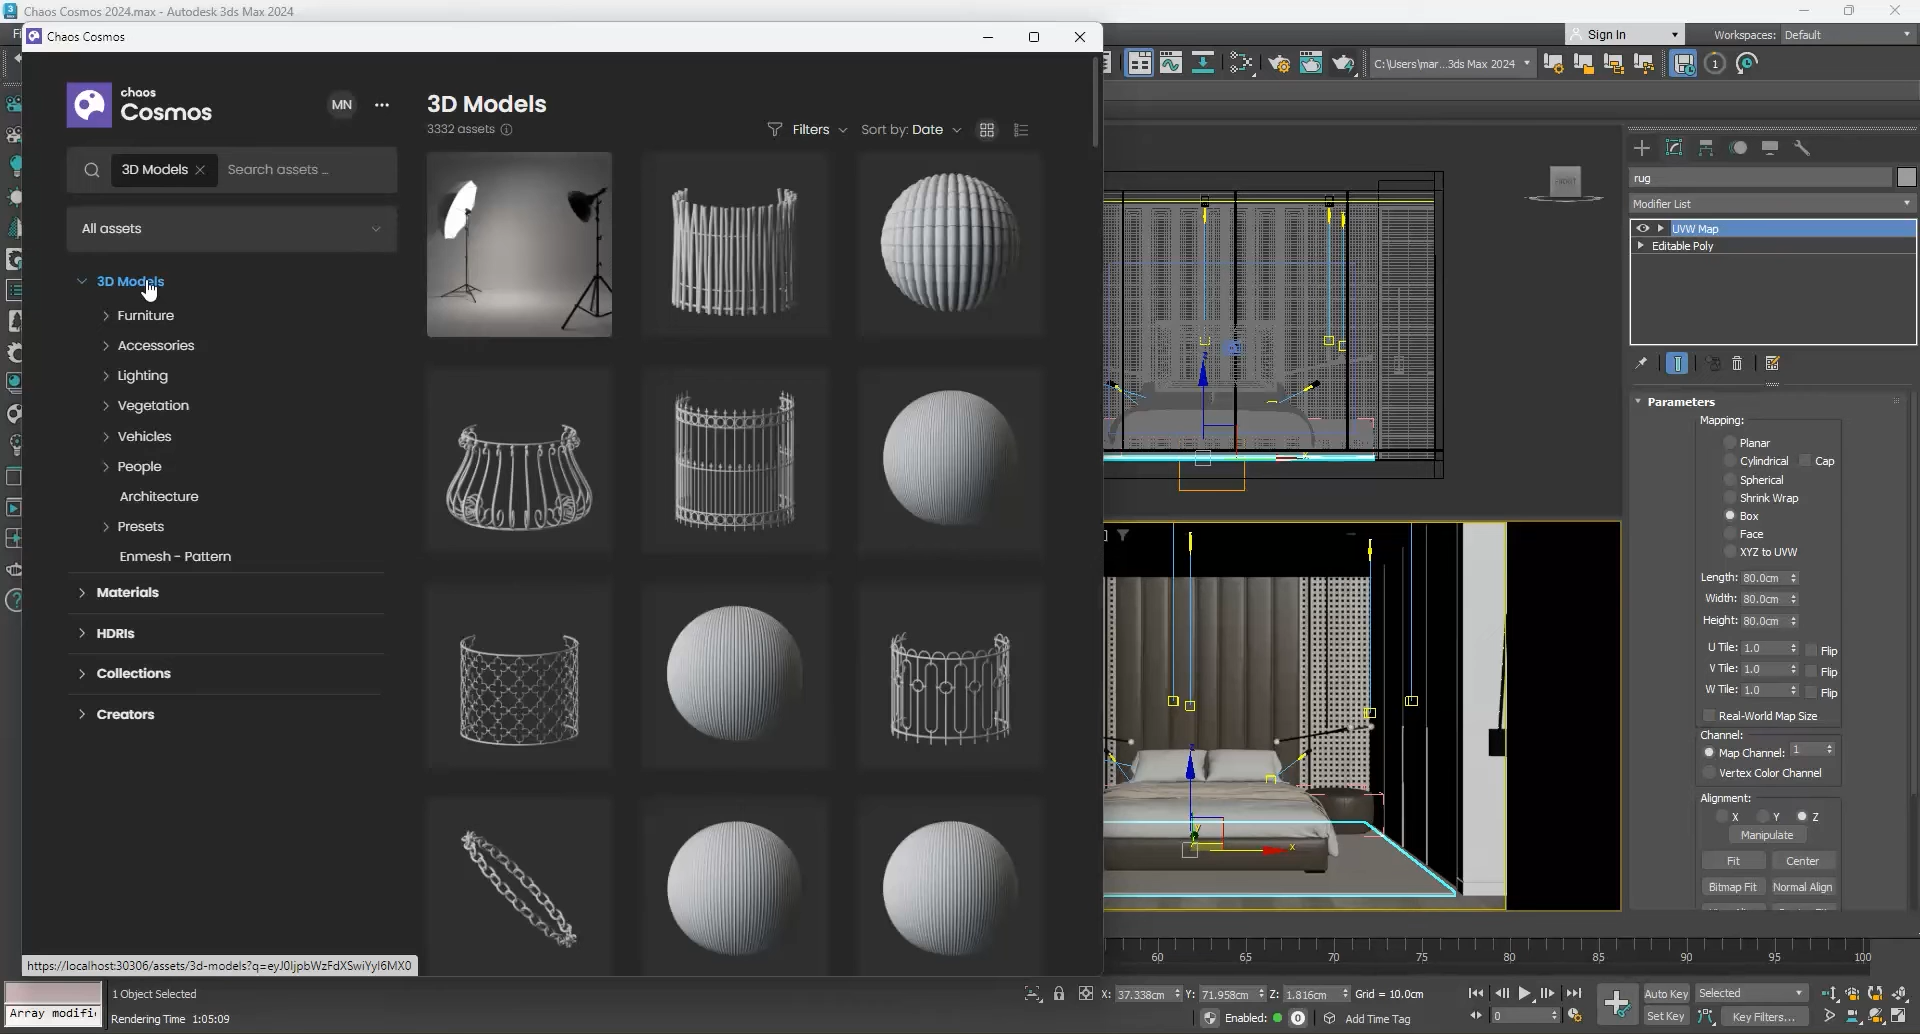 Chaos Cosmos 2024.max - Autodesk 3ds Max 2024
Sign In
Workspaces: Default
Chaos Cosmos
C:\Users\mar...3ds Max 2024
1
chaos
Cosmos
MN
3D Models
3332 assets
Filters
Sort by: Date
3D Models
Search assets ...
All assets
3D Models
Furniture
Accessories
Lighting
Vegetation
Vehicles
People
Architecture
Presets
Enmesh - Pattern
Materials
HDRIs
Collections
Creators
FRONT
rug
Modifier List
UVW Map
Editable Poly
Parameters
Mapping:
Planar
Cylindrical Cap
Spherical
Shrink Wrap
Box
Face
XYZ to UVW
Length: 80.0cm
Width: 80.0cm
Height: 80.0cm
U Tile: 1.0 Flip
V Tile: 1.0 Flip
W Tile: 1.0 Flip
Real-World Map Size
Channel:
Map Channel: 1
Vertex Color Channel
Alignment:
X Y Z
Manipulate
Fit Center
Bitmap Fit Normal Align
z
x
z
y
x
60 65 70 75 80 85 90 95 100
https://localhost:30306/assets/3d-models?q=eyJ0IjpbWzFdXSwiYyI6MX0
1 Object Selected
Array modifi
Rendering Time 1:05:09
X: 37.338cm Y: 71.958cm Z: 1.816cm Grid = 10.0cm
Enabled: 0 Add Time Tag
0
Auto Key Selected
Set Key Key Filters...